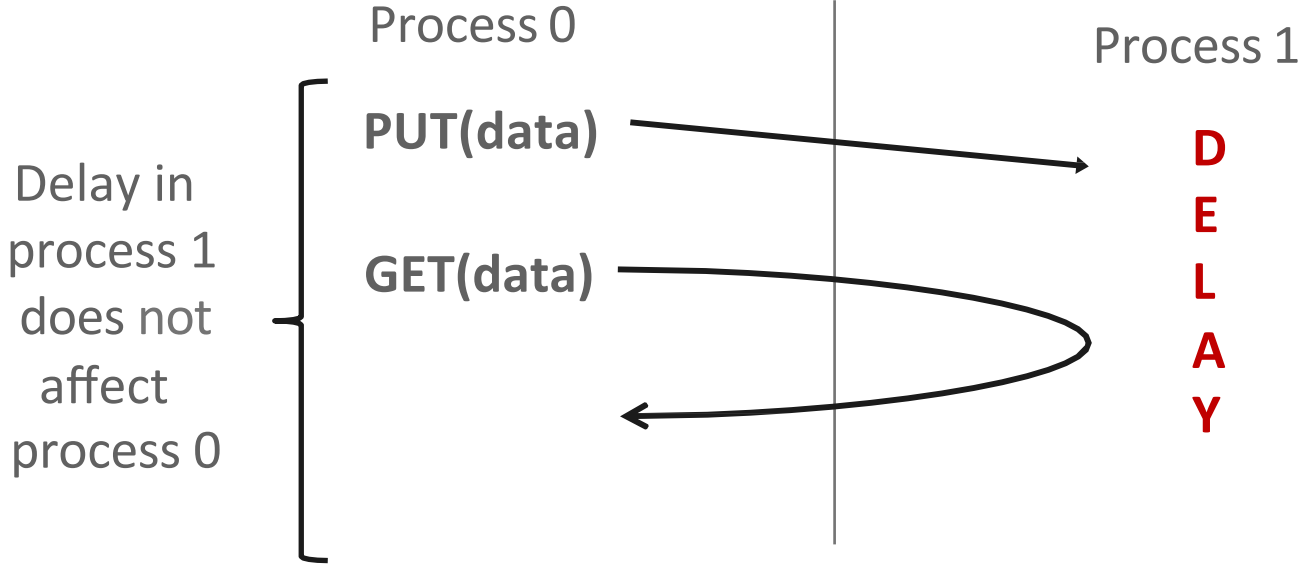 Process 0
Process 1
PUT(data)
GET(data)
Delay in
process 1
does not
affect
process 0
D
E
L
A
Y